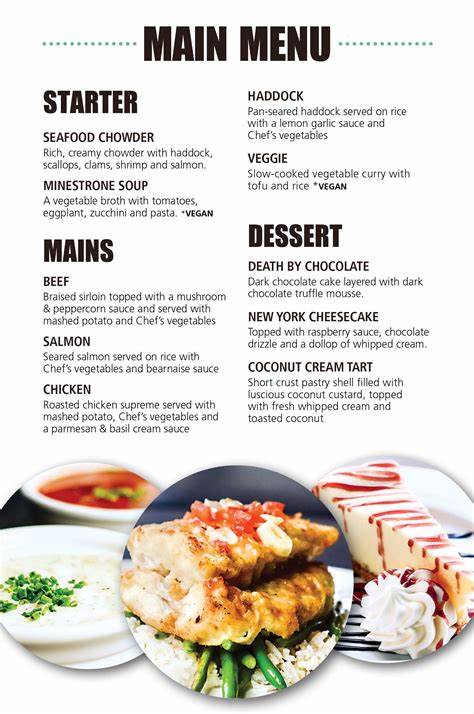 MAIN MENU
STARTER
SEAFOOD CHOWDER
Rich, creamy chowder with haddock,
scallops, clams, shrimp and salmon.
MINESTRONE SOUP
A vegetable broth with tomatoes,
eggplant, zucchini and pasta. *VEGAN
MAINS
BEEF
Braised sirloin topped with a mushroom
& peppercorn sauce and served with
mashed potato and Chef's vegetables
SALMON
Seared salmon served on rice with
Chef's vegetables and bearnaise sauce
CHICKEN
Roasted chicken supreme served with
mashed potato, Chef's vegetables and
a parmesan & basil cream sauce
HADDOCK
Pan-seared haddock served on rice
with a lemon garlic sauce and
Chef's vegetables
VEGGIE
Slow-cooked vegetable curry with
tofu and rice *VEGAN
DESSERT
DEATH BY CHOCOLATE
Dark chocolate cake layered with dark
chocolate truffle mousse.
NEW YORK CHEESECAKE
Topped with raspberry sauce, chocolate
drizzle and a dollop of whipped cream.
COCONUT CREAM TART
Short crust pastry shell filled with
luscious coconut custard, topped
with fresh whipped cream and
toasted coconut